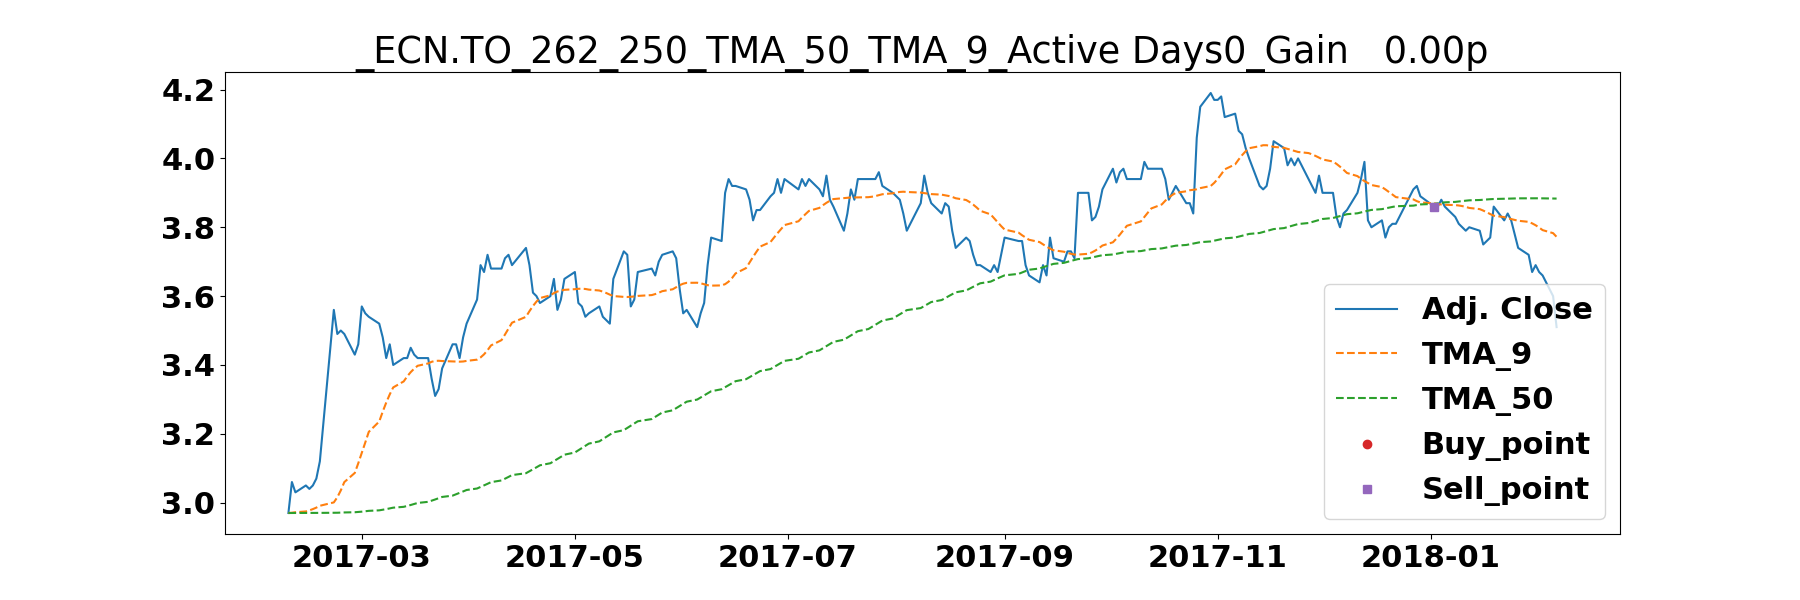 _ECN.TO_262_250_TMA_50_TMA_9_Active Days0_Gain   0.00p
4.2
4.0
3.8
3.6
3.4
3.2
3.0
Adj. Close
TMA_9
TMA_50
Buy_point
Sell_point
2017-03 2017-05 2017-07 2017-09 2017-11 2018-01